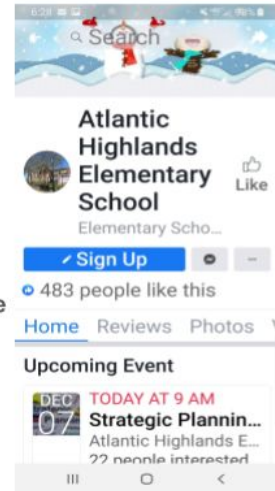 6:28
98%
Search
Atlantic
Highlands
Elementary
School
Like
Elementary Scho...
Sign Up
483 people like this
e
Home Reviews Photos
Upcoming Event
DEC
07
TODAY AT 9 AM
Strategic Plannin...
Atlantic Highlands E...
22 people interested